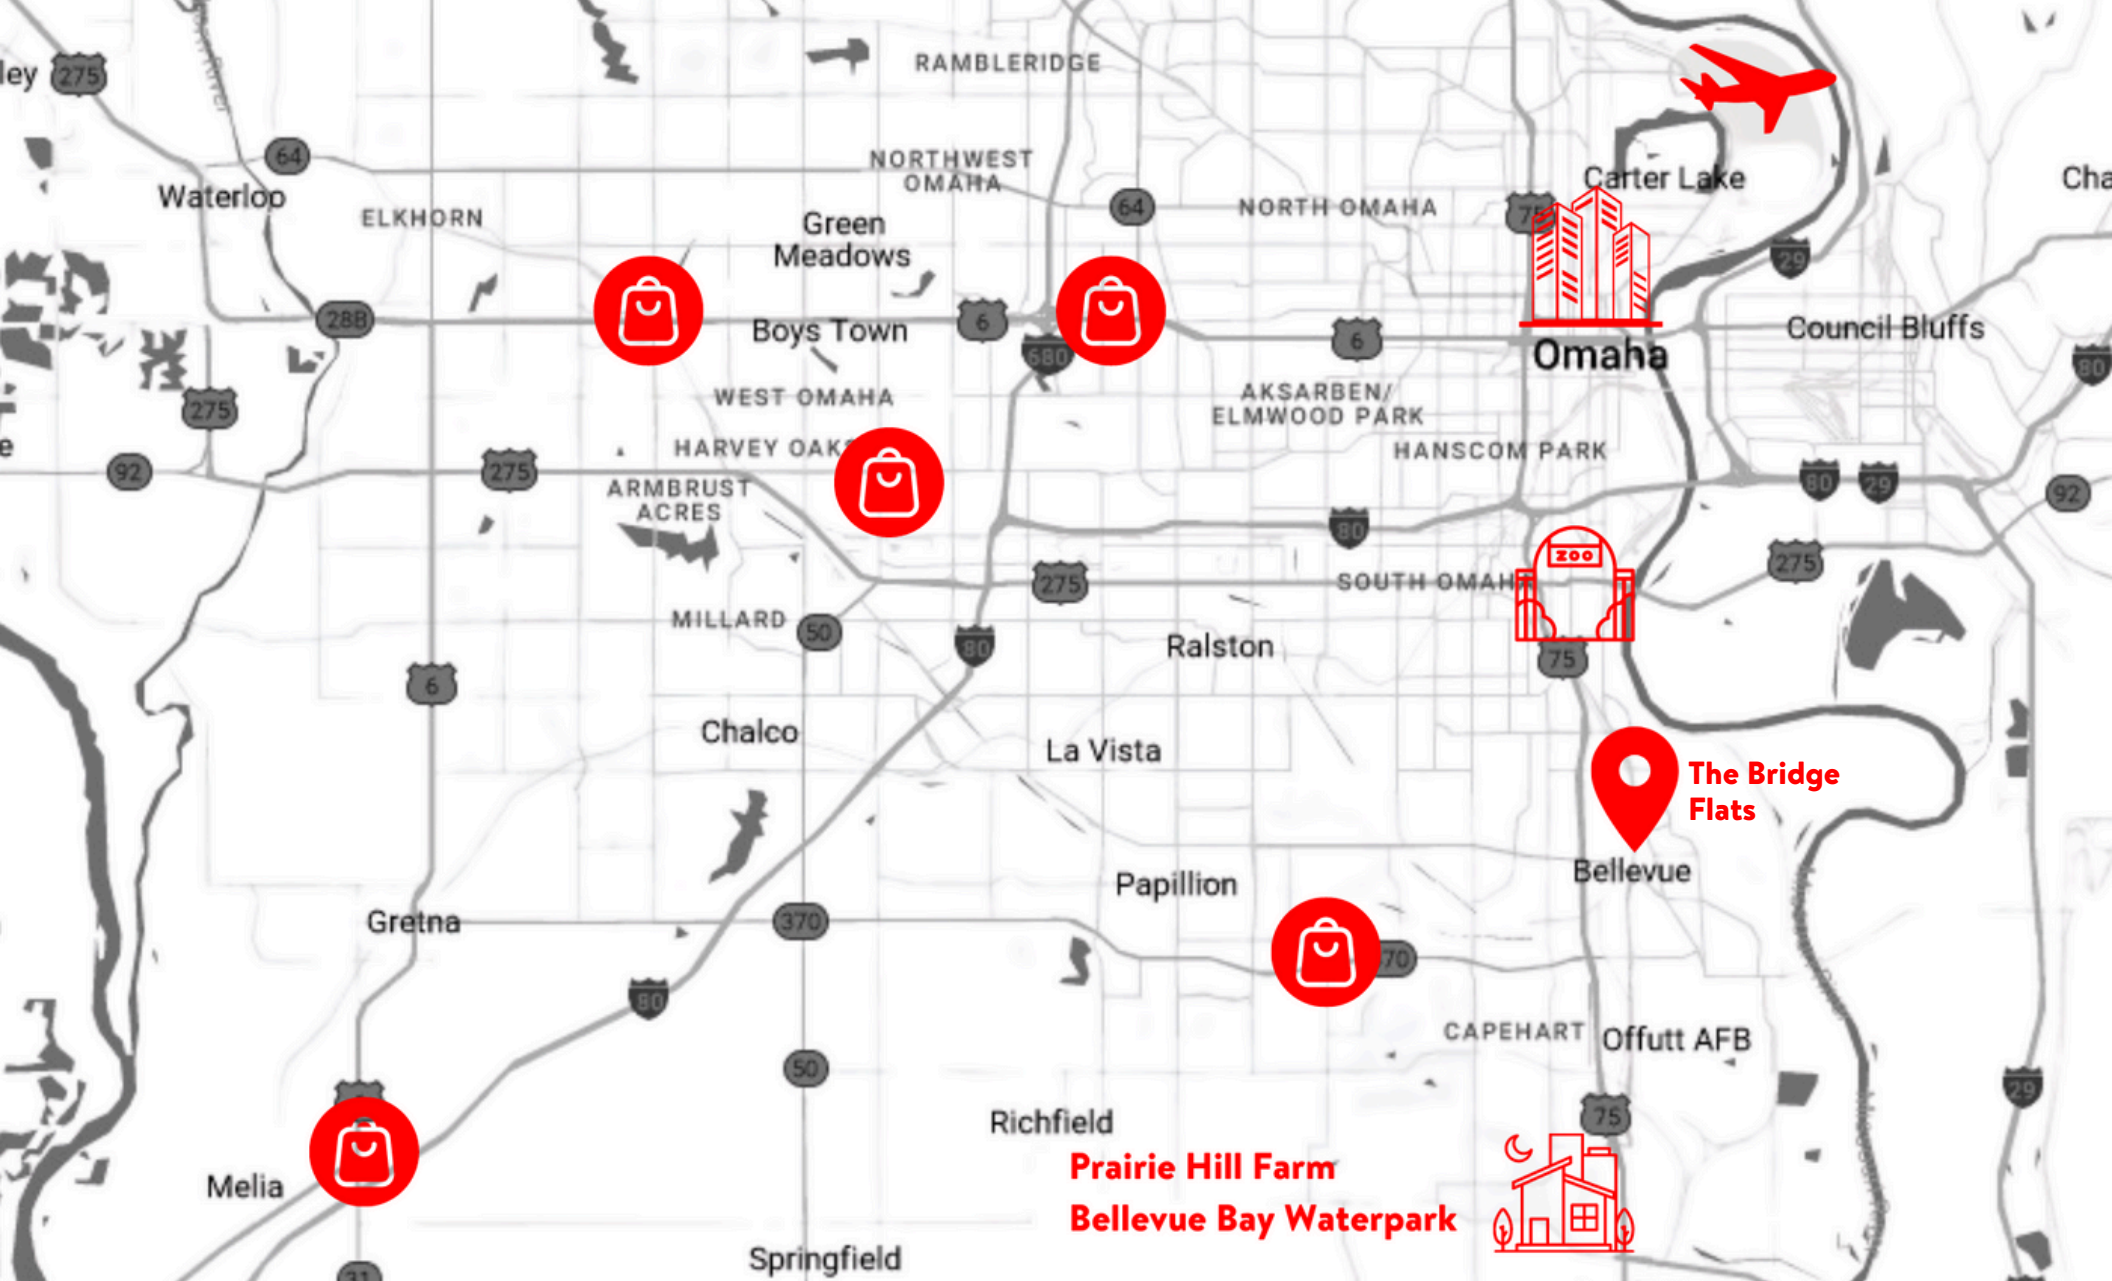 RAMBLERIDGE
ley
275
64
NORTHWEST
OMAHA
Carter Lake
Cha
Waterloo
ELKHORN
Green
Meadows
64
NORTH OMAHA
75
29
28B
Boys Town
6
680
6
Omaha
Council Bluffs
80
275
WEST OMAHA
AKSARBEN/
ELMWOOD PARK
e
92
275
HARVEY OAKS
HANSCOM PARK
80
29
92
ARMBRUST
ACRES
80
ZOO
275
275
SOUTH OMAH
MILLARD
50
80
Ralston
75
6
Chalco
La Vista
The Bridge
Flats
Papillion
Bellevue
Gretna
370
70
80
CAPEHART
Offutt AFB
50
29
Richfield
75
Prairie Hill Farm
Melia
Bellevue Bay Waterpark
Springfield
31